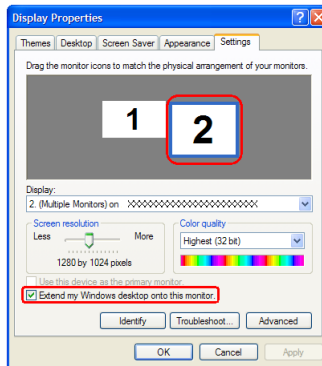 Display Properties
Themes Desktop Screen Saver Appearance Settings
Drag the monitor icons to match the physical arrangement of your monitors.
1 2
Display:
2. (Multiple Monitors) on XXXXXXXXXXXXXXXXXXXX
Screen resolution
Less More
1280 by 1024 pixels
Color quality
Highest (32 bit)
Use this device as the primary monitor.
Extend my Windows desktop onto this monitor.
Identify Troubleshoot... Advanced
OK Cancel Apply